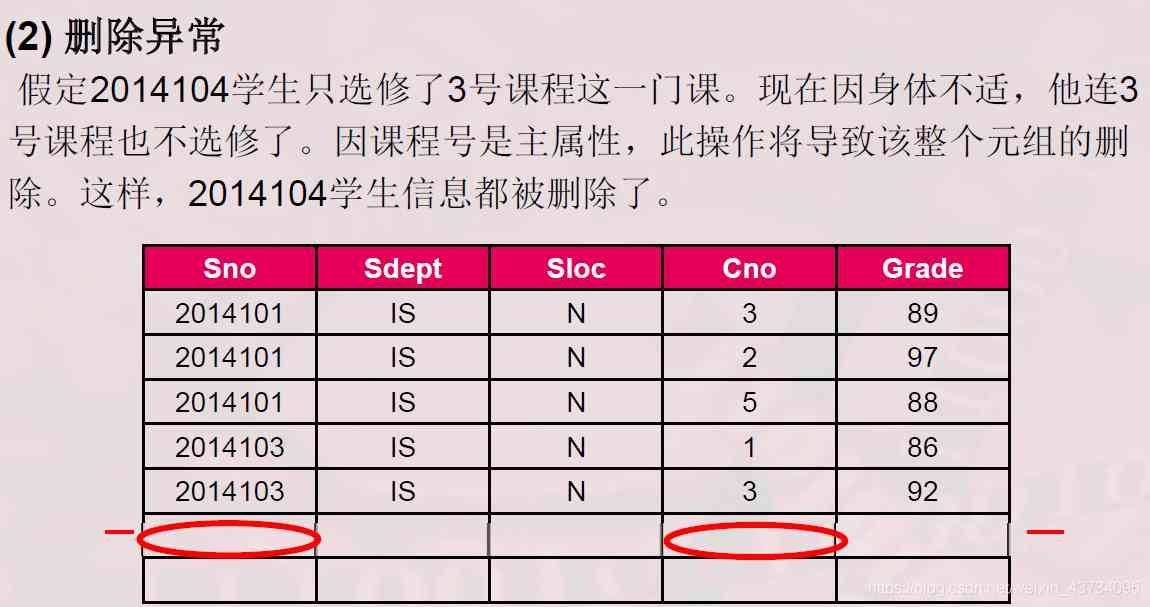 (2) 删除异常
假定2014104学生只选修了3号课程这一门课。现在因身体不适，他连3
号课程也不选修了。因课程号是主属性，此操作将导致该整个元组的删
除。这样，2014104学生信息都被删除了。
Sno Sdept Sloc Cno Grade
2014101 IS N 3 89
2014101 IS N 2 97
2014101 IS N 5 88
2014103 IS N 1 86
2014103 IS N 3 92
https://blog.csdn.net/weixin_43734095